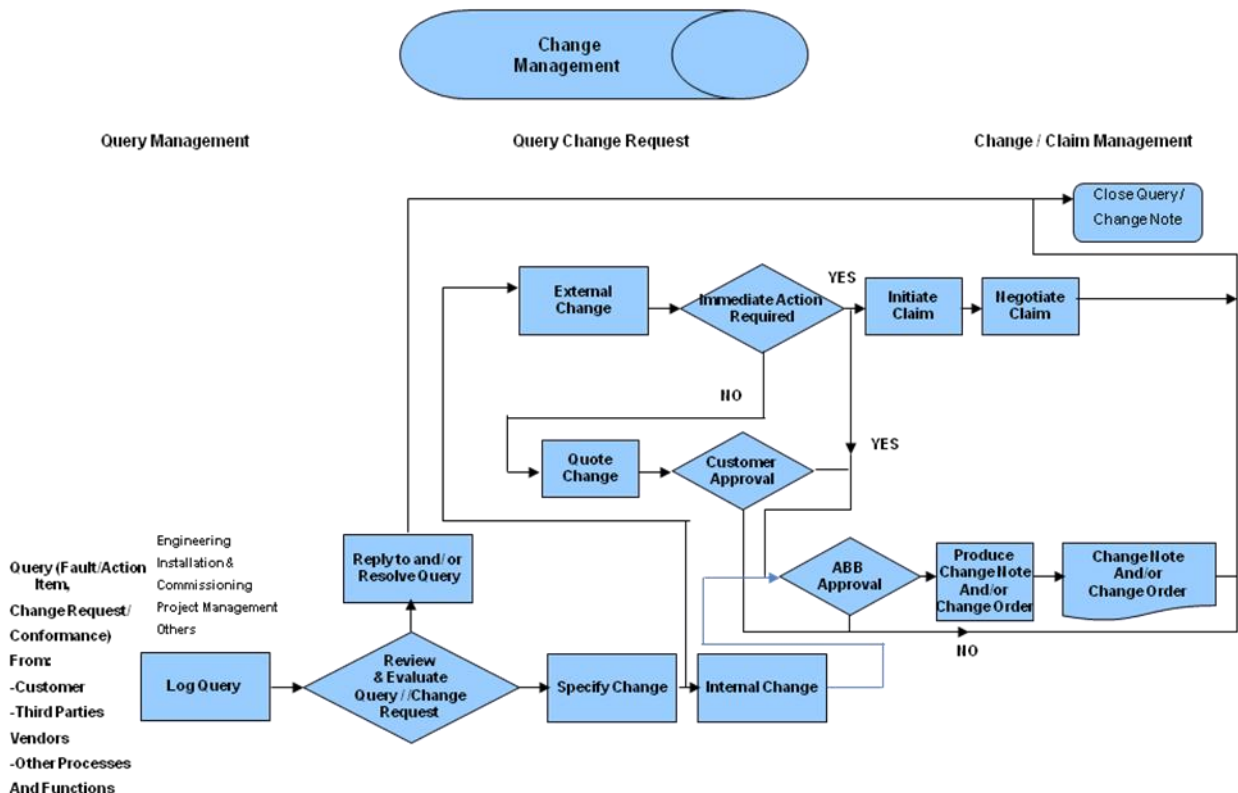 Change
Management
Query Management
Query Change Request
Change / Claim Management
Close Query /
Change Note
External
Change
Immediate Action
Required
YES
Initiate
Claim
Negotiate
Claim
NO
Quote
Change
Customer
Approval
YES
Query (Fault/Action
Item,
Change Request/
Conformance)
From:
-Customer
-Third Parties
Vendors
-Other Processes
And Functions
Engineering
Installation &
Commissioning
Project Management
Others
Reply to and/or
Resolve Query
ABB
Approval
Produce
Change Note
And/or
Change Order
Change Note
And/or
Change Order
NO
Log Query
Review
& Evaluate
Query / /Change
Request
Specify Change
Internal Change